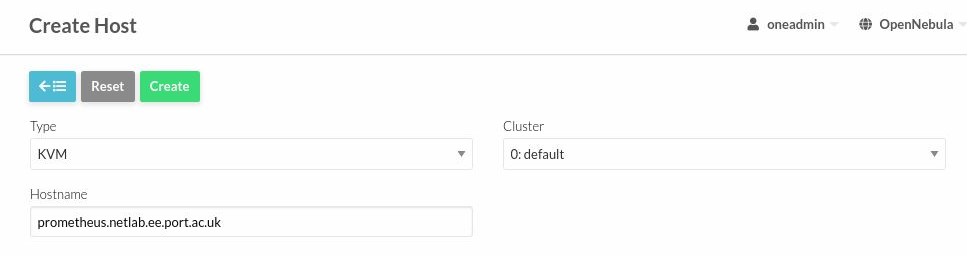 Create Host
oneadmin OpenNebula
Reset Create
Type Cluster
KVM 0: default
Hostname
prometheus.netlab.ee.port.ac.uk